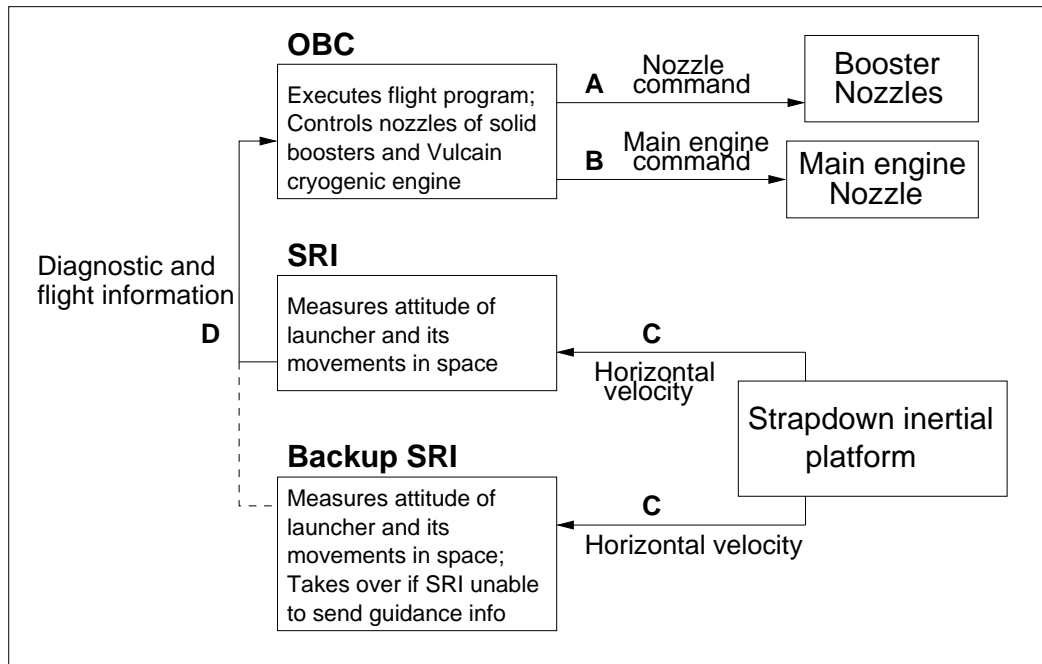 OBC
Executes flight program;
Controls nozzles of solid
boosters and Vulcain
cryogenic engine
A
Nozzle
command
Booster
Nozzles
B
Main engine
command
Main engine
Nozzle
Diagnostic and
flight information
D
SRI
Measures attitude of
launcher and its
movements in space
C
Horizontal
velocity
Strapdown inertial
platform
Backup SRI
Measures attitude of
launcher and its
movements in space;
Takes over if SRI unable
to send guidance info
C
Horizontal velocity